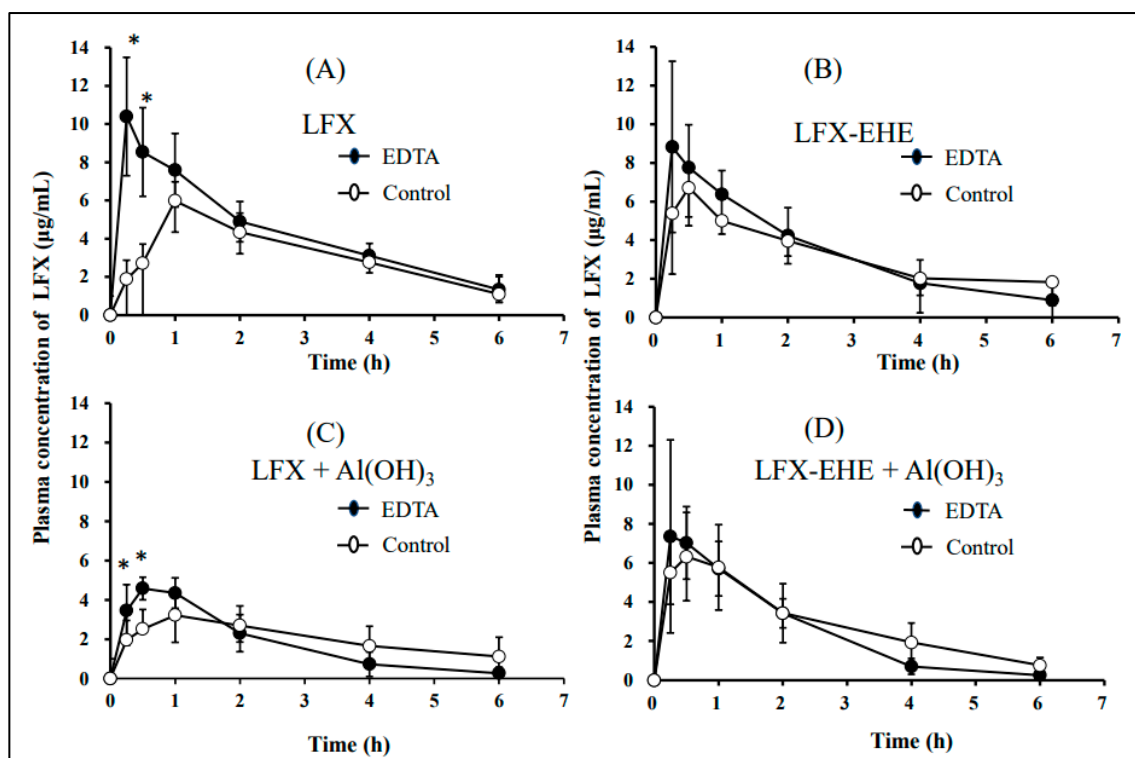 Plasma concentration of LFX (µg/mL)
14
12
10
8
6
4
2
0
* *
(A)
LFX
EDTA
Control
0 1 2 3 4 5 6 7
Time (h)
14
12
10
8
6
4
2
0
(B)
LFX-EHE
EDTA
Control
0 1 2 3 4 5 6 7
Time (h)
Plasma concentration of LFX (µg/mL)
14
12
10
8
6
4
2
0
* *
(C)
LFX + Al(OH)₃
EDTA
Control
0 1 2 3 4 5 6 7
Time (h)
14
12
10
8
6
4
2
0
(D)
LFX-EHE + Al(OH)₃
EDTA
Control
0 1 2 3 4 5 6 7
Time (h)